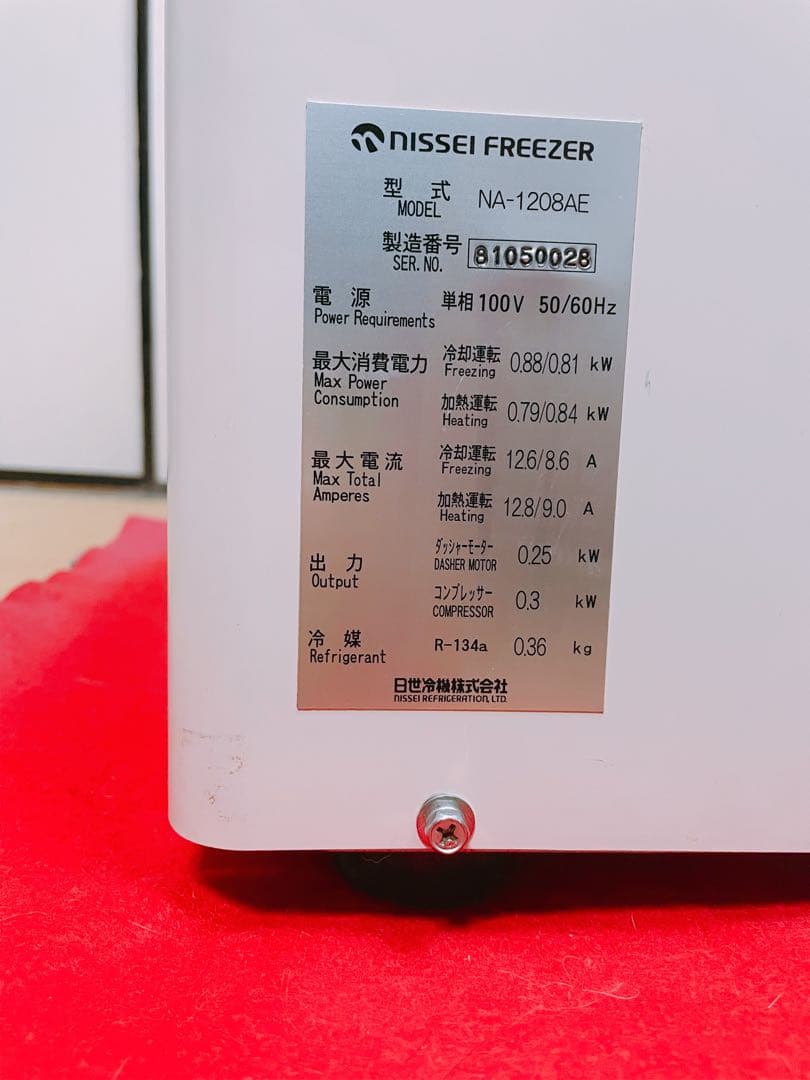 NISSEI FREEZER
型 式 NA-1208AE
MODEL
製造番号 81050028
SER. NO.
電 源 単相 100V 50/60Hz
Power Requirements
最大消費電力 冷却運転 0.88/0.81 kW
Max Power Freezing
Consumption
加熱運転 0.79/0.84 kW
Heating
最大電流 冷却運転 12.6/8.6 A
Max Total Freezing
Amperes
加熱運転 12.8/9.0 A
Heating
出 力 ダッシャーモーター 0.25 kW
Output DASHER MOTOR
コンプレッサー 0.3 kW
COMPRESSOR
冷 媒 R-134a 0.36 kg
Refrigerant
日世冷機株式会社
NISSEI REFRIGERATION, LTD.